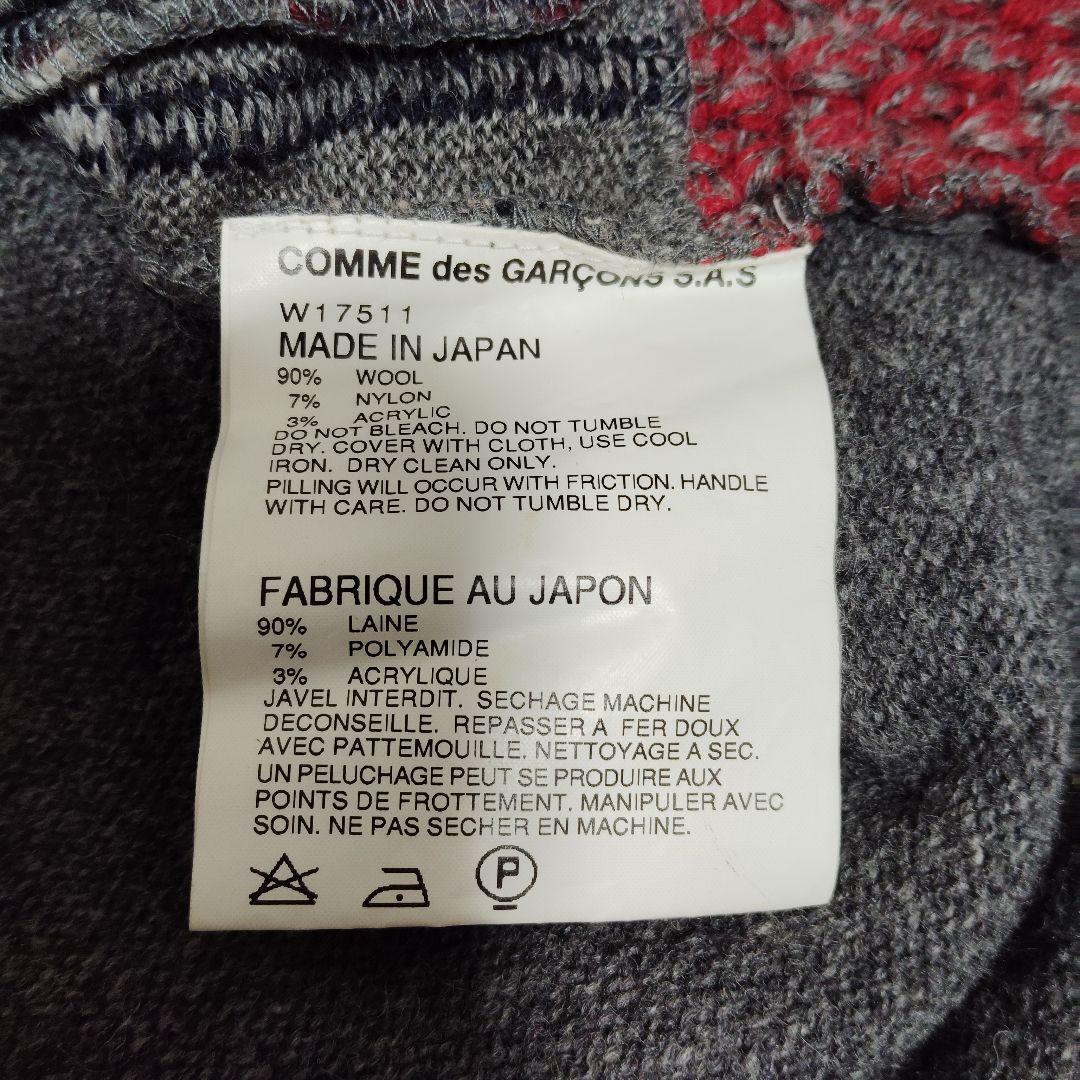 COMME des GARÇONS S.A.S
W17511
MADE IN JAPAN
90% WOOL
7% NYLON
3% ACRYLIC
DO NOT BLEACH. DO NOT TUMBLE
DRY. COVER WITH CLOTH, USE COOL
IRON. DRY CLEAN ONLY.
PILLING WILL OCCUR WITH FRICTION. HANDLE
WITH CARE. DO NOT TUMBLE DRY.
FABRIQUE AU JAPON
90% LAINE
7% POLYAMIDE
3% ACRYLIQUE
JAVEL INTERDIT. SECHAGE MACHINE
DECONSEILLE. REPASSER A FER DOUX
AVEC PATTEMOUILLE. NETTOYAGE A SEC.
UN PELUCHAGE PEUT SE PRODUIRE AUX
POINTS DE FROTTEMENT. MANIPULER AVEC
SOIN. NE PAS SECHER EN MACHINE.
P